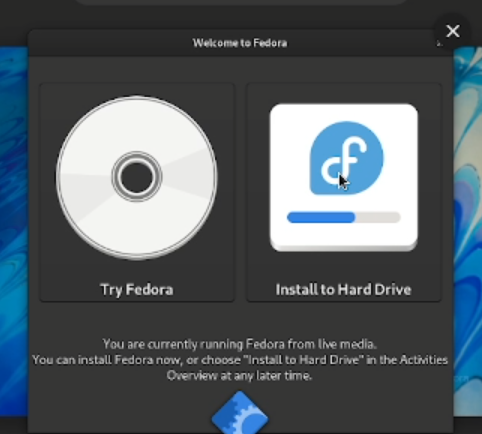 Welcome to Fedora
Try Fedora
Install to Hard Drive
You are currently running Fedora from live media.
You can install Fedora now, or choose "Install to Hard Drive" in the Activities
Overview at any later time.